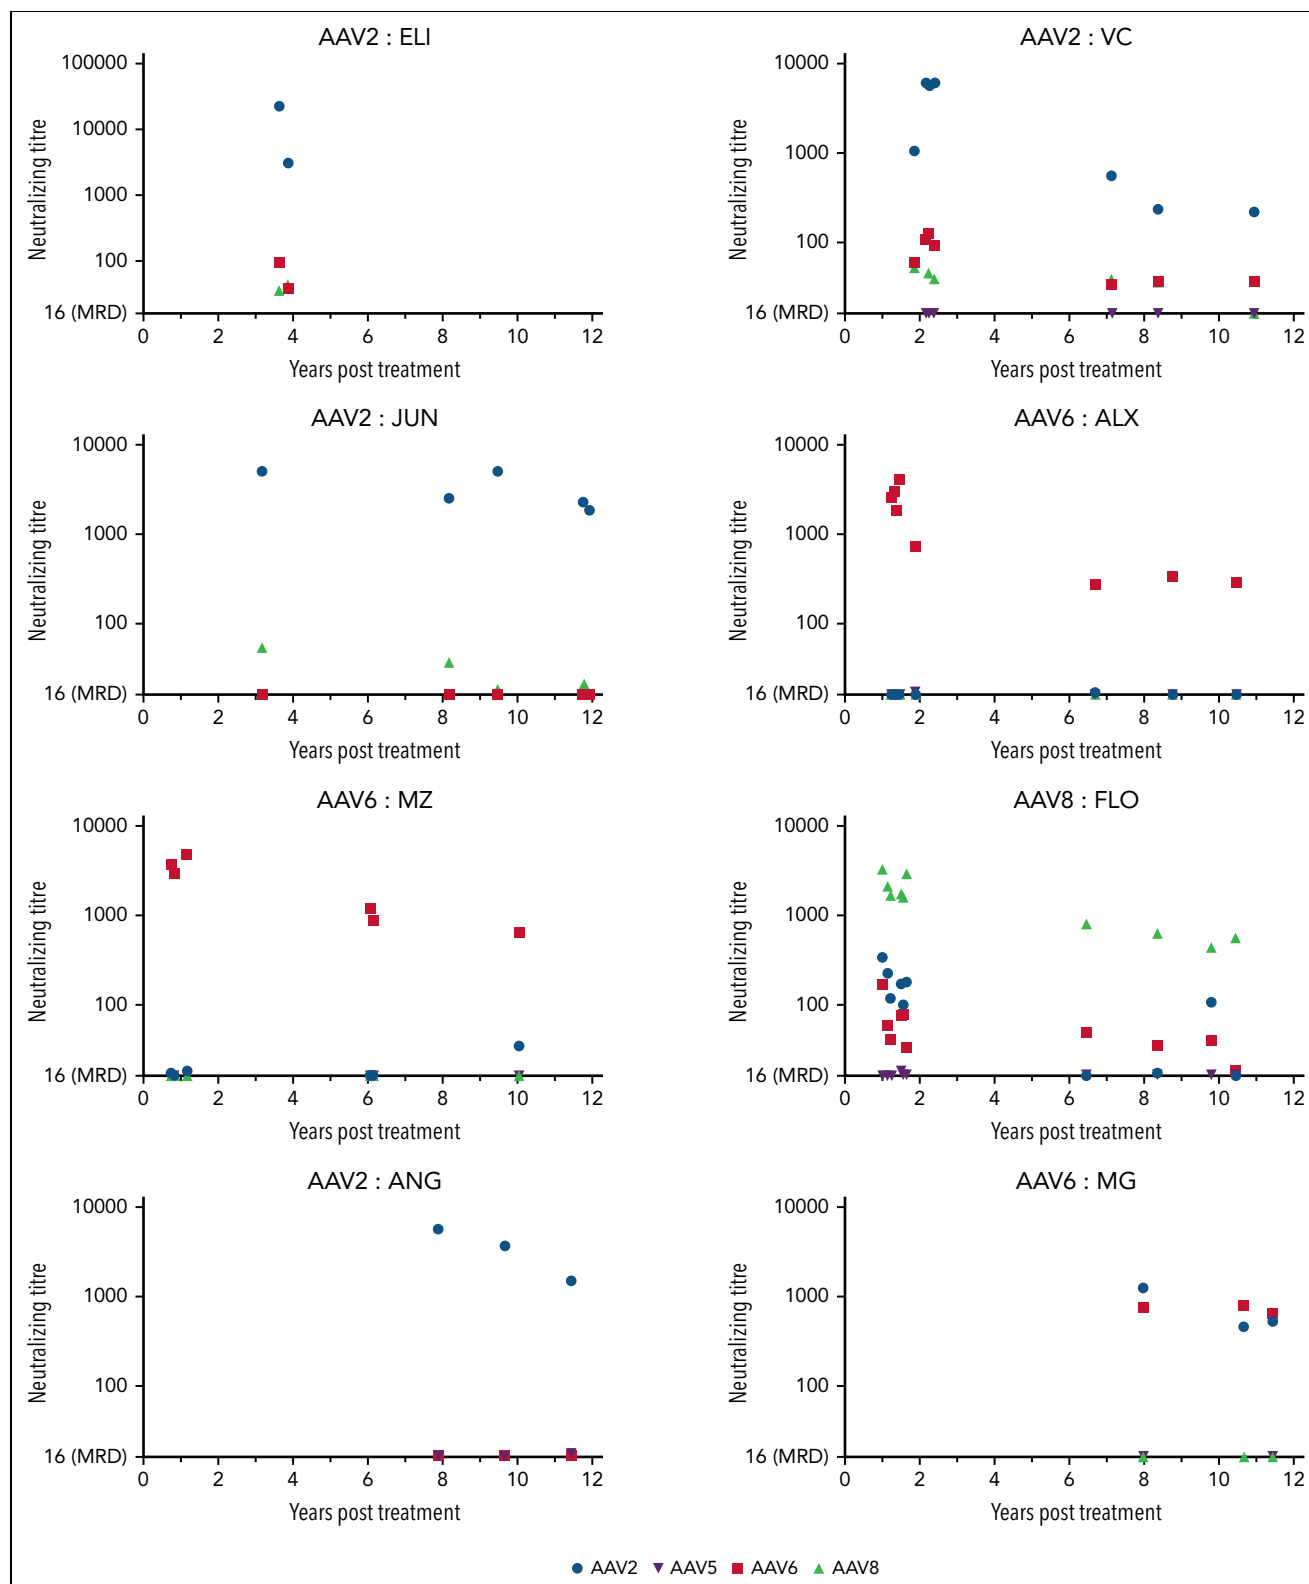 AAV2 : ELI
Neutralizing titre
100000
10000
1000
100
16 (MRD)
0 2 4 6 8 10 12
Years post treatment
AAV2 : VC
Neutralizing titre
10000
1000
100
16 (MRD)
0 2 4 6 8 10 12
Years post treatment
AAV2 : JUN
Neutralizing titre
10000
1000
100
16 (MRD)
0 2 4 6 8 10 12
Years post treatment
AAV6 : ALX
Neutralizing titre
10000
1000
100
16 (MRD)
0 2 4 6 8 10 12
Years post treatment
AAV6 : MZ
Neutralizing titre
10000
1000
100
16 (MRD)
0 2 4 6 8 10 12
Years post treatment
AAV8 : FLO
Neutralizing titre
10000
1000
100
16 (MRD)
0 2 4 6 8 10 12
Years post treatment
AAV2 : ANG
Neutralizing titre
10000
1000
100
16 (MRD)
0 2 4 6 8 10 12
Years post treatment
AAV6 : MG
Neutralizing titre
10000
1000
100
16 (MRD)
0 2 4 6 8 10 12
Years post treatment
AAV2 AAV5 AAV6 AAV8